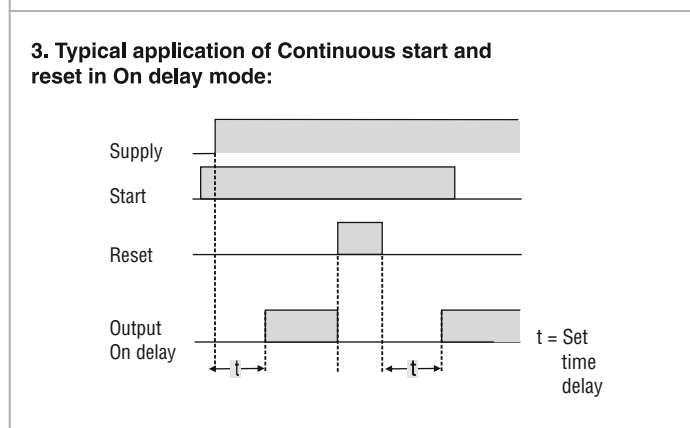 3. Typical application of Continuous start and
reset in On delay mode:
Supply
Start
Reset
Output
On delay
t
t
t = Set
time
delay